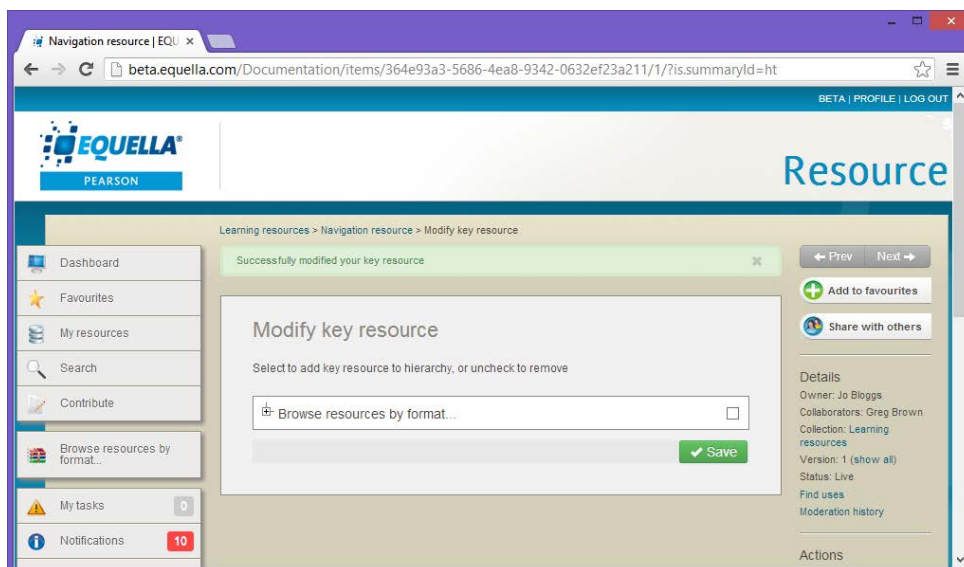 Navigation resource | EQU
beta.equella.com/Documentation/items/364e93a3-5686-4ea8-9342-0632ef23a211/1/?is.summaryId=ht
BETA | PROFILE | LOG OUT
EQUELLA®
PEARSON
Resource
Learning resources > Navigation resource > Modify key resource
Dashboard
Favourites
My resources
Search
Contribute
Browse resources by
format...
My tasks 0
Notifications 10
Successfully modified your key resource
Modify key resource
Select to add key resource to hierarchy, or uncheck to remove
Browse resources by format...
Save
Prev Next
Add to favourites
Share with others
Details
Owner: Jo Bloggs
Collaborators: Greg Brown
Collection: Learning
resources
Version: 1 (show all)
Status: Live
Find uses
Moderation history
Actions